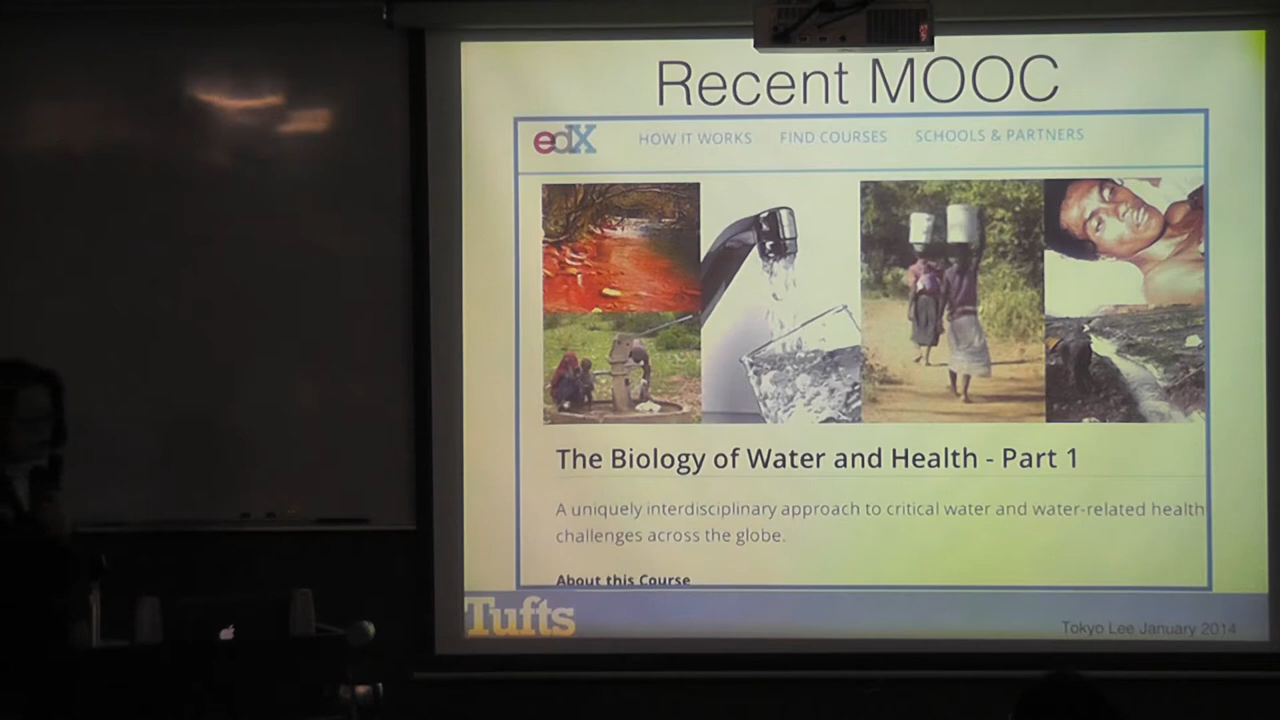 Recent MOOC
edX
HOW IT WORKS FIND COURSES SCHOOLS & PARTNERS
The Biology of Water and Health - Part 1
A uniquely interdisciplinary approach to critical water and water-related health
challenges across the globe.
About this Course
Tufts
Tokyo Lee January 2014